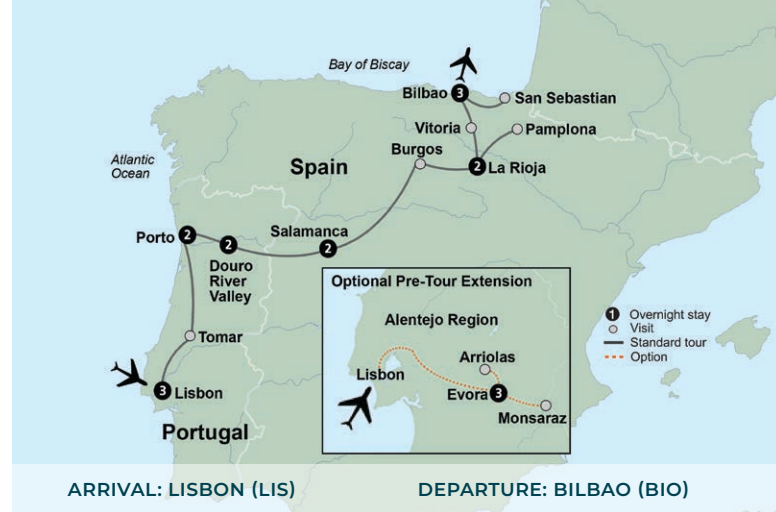 Bay of Biscay
Bilbao 3
San Sebastian
Vitoria
Pamplona
Burgos
2 La Rioja
Atlantic
Ocean
Spain
Porto 2
2
Douro
River
Valley
Salamanca
2
Tomar
3 Lisbon
Portugal
Optional Pre-Tour Extension
Alentejo Region
Arriolas
Lisbon
Evora 3
Monsaraz
1 Overnight stay
Visit
Standard tour
Option
ARRIVAL: LISBON (LIS)
DEPARTURE: BILBAO (BIO)